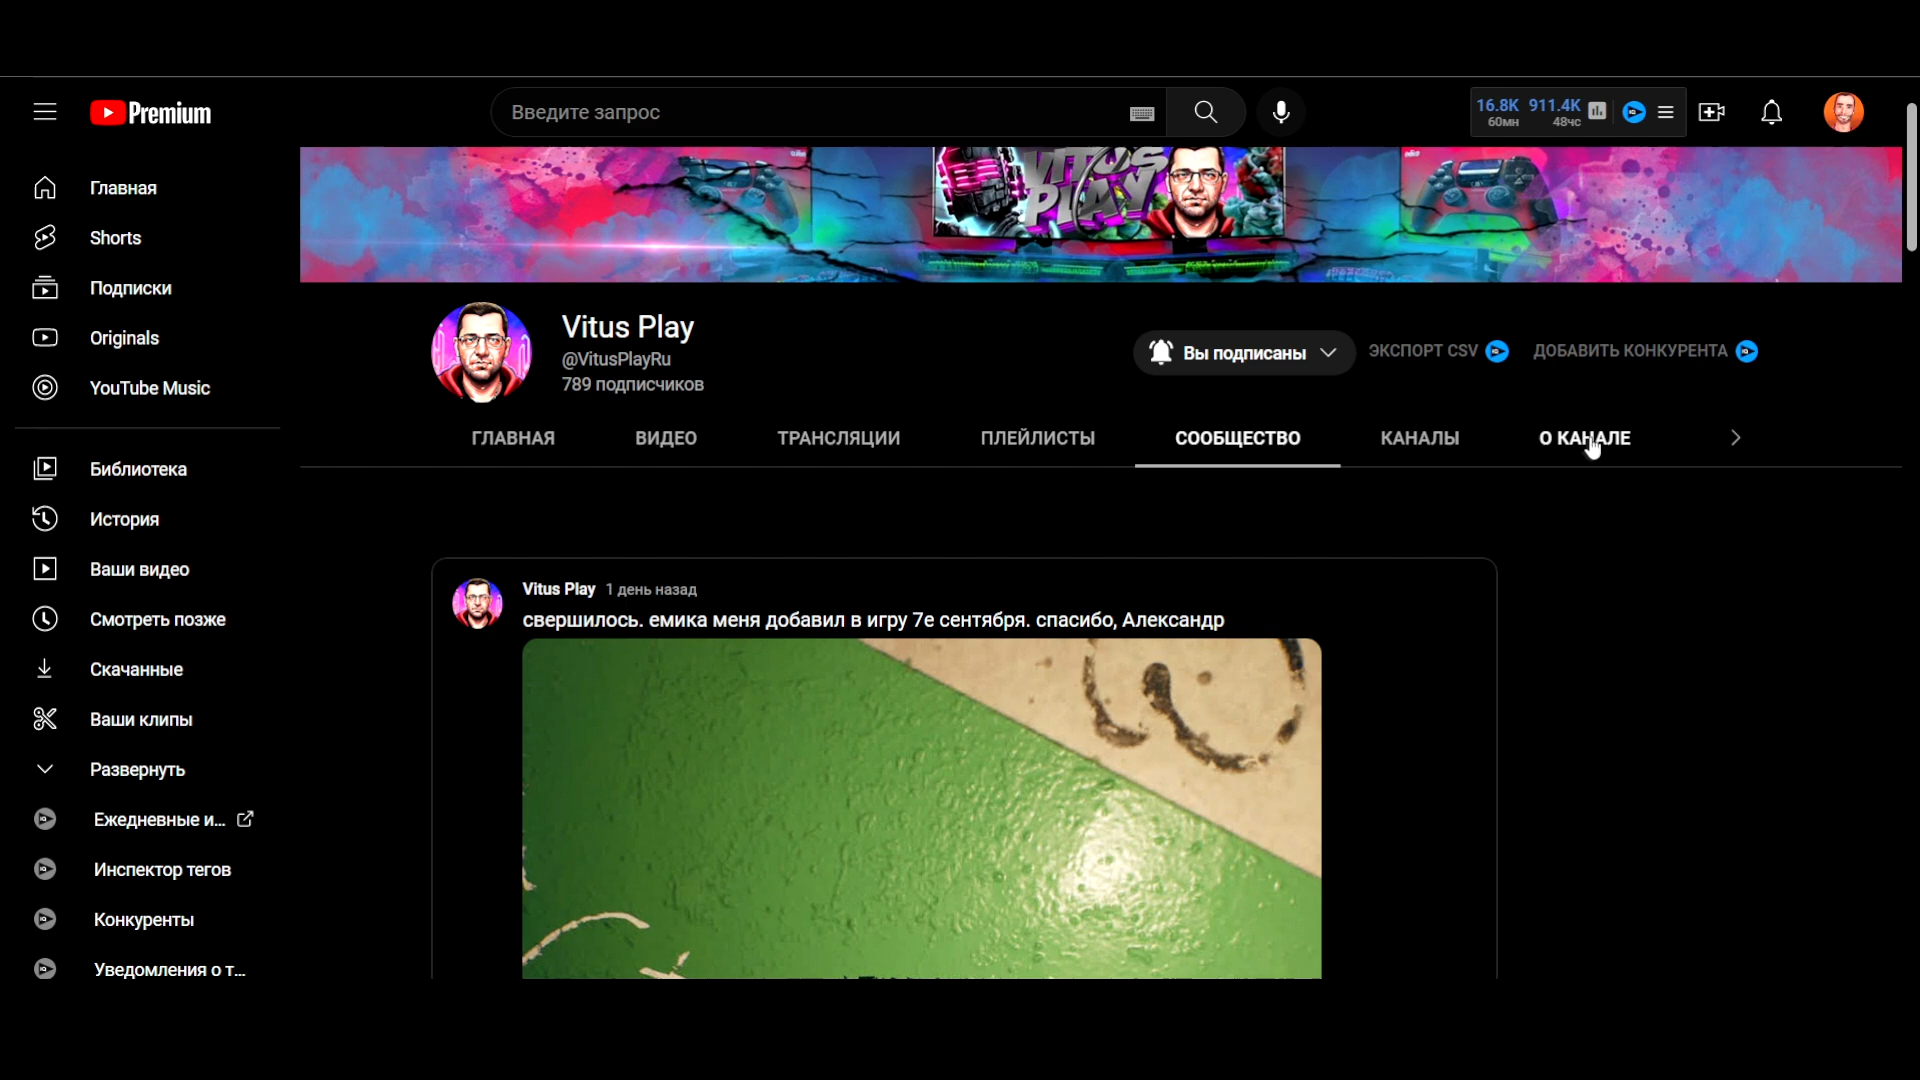 Premium
Введите запрос
16.8K 911.4K
60мн 48чс
Главная
Shorts
Подписки
Originals
YouTube Music
Библиотека
История
Ваши видео
Смотреть позже
Скачанные
Ваши клипы
Развернуть
Ежедневные и...
Инспектор тегов
Конкуренты
Уведомления о т...
VITUS
PLAY
Vitus Play
@VitusPlayRu
789 подписчиков
Вы подписаны
ЭКСПОРТ CSV
ДОБАВИТЬ КОНКУРЕНТА
ГЛАВНАЯ ВИДЕО ТРАНСЛЯЦИИ ПЛЕЙЛИСТЫ СООБЩЕСТВО КАНАЛЫ О КАНАЛЕ
Vitus Play 1 день назад
свершилось. емика меня добавил в игру 7е сентября. спасибо, Александр